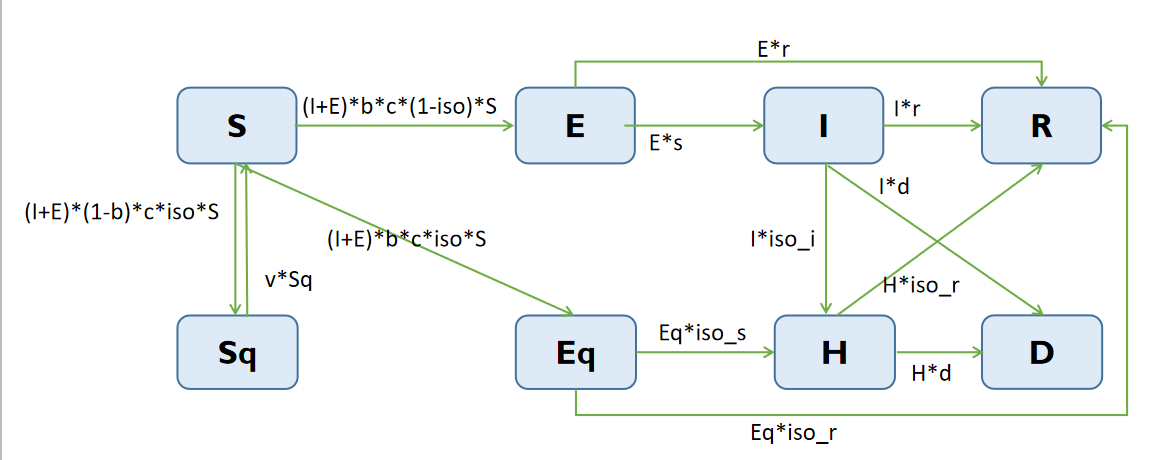 E*r
(I+E)*b*c*(1-iso)*S
S
E
I
I*r
R
E*s
I*d
(I+E)*(1-b)*c*iso*S
(I+E)*b*c*iso*S
I*iso_i
v*Sq
H*iso_r
Sq
Eq
Eq*iso_s
H
D
H*d
Eq*iso_r